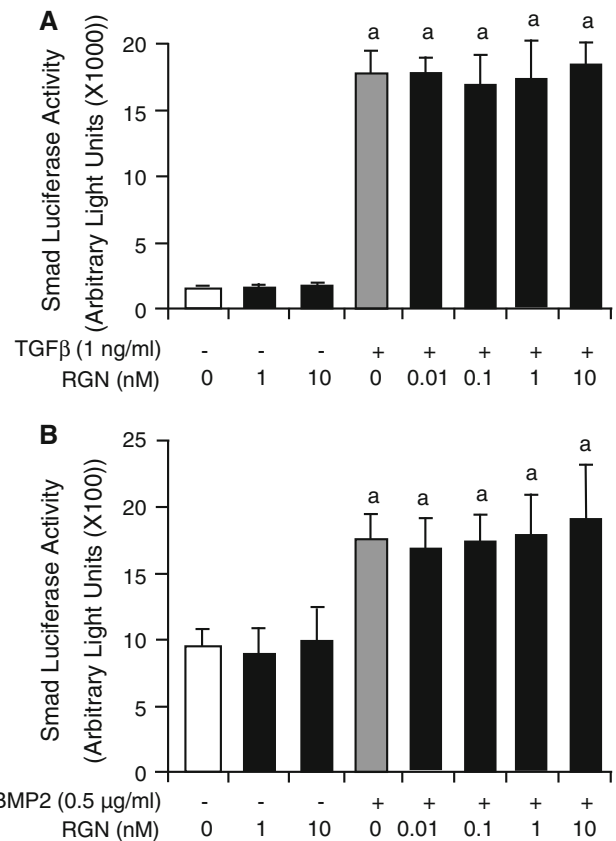 A
Smad Luciferase Activity
(Arbitrary Light Units (X1000))
20
15
10
5
0
a a a a a
TGFβ (1 ng/ml) - - - + + + + +
RGN (nM) 0 1 10 0 0.01 0.1 1 10
B
Smad Luciferase Activity
(Arbitrary Light Units (X100))
25
20
15
10
5
0
a a a a a
BMP2 (0.5 µg/ml) - - - + + + + +
RGN (nM) 0 1 10 0 0.01 0.1 1 10